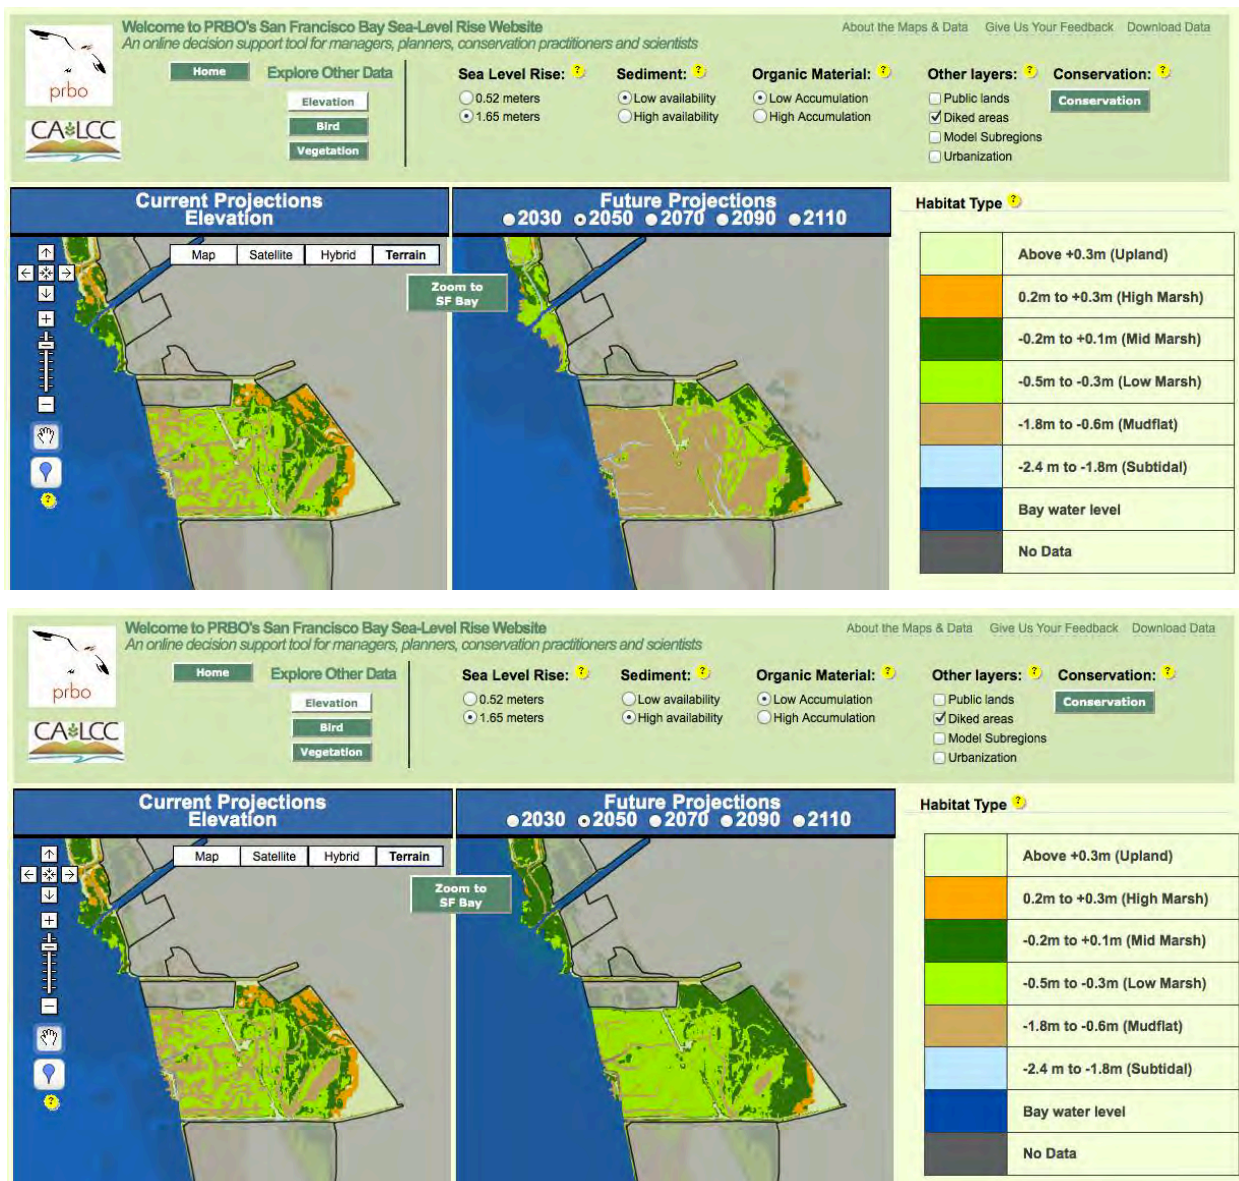 Welcome to PRBO's San Francisco Bay Sea-Level Rise Website
About the Maps & Data Give Us Your Feedback Download Data
An online decision support tool for managers, planners, conservation practitioners and scientists
prbo
CA LCC
Home Explore Other Data
Elevation
Bird
Vegetation
Sea Level Rise: ?
0.52 meters
1.65 meters
Sediment: ?
Low availability
High availability
Organic Material: ?
Low Accumulation
High Accumulation
Other layers: ?
Public lands
Diked areas
Model Subregions
Urbanization
Conservation: ?
Conservation
Current Projections
Elevation
Future Projections
2030 2050 2070 2090 2110
Map Satellite Hybrid Terrain
Zoom to
SF Bay
?
Habitat Type ?
Above +0.3m (Upland)
0.2m to +0.3m (High Marsh)
-0.2m to +0.1m (Mid Marsh)
-0.5m to -0.3m (Low Marsh)
-1.8m to -0.6m (Mudflat)
-2.4 m to -1.8m (Subtidal)
Bay water level
No Data
Welcome to PRBO's San Francisco Bay Sea-Level Rise Website
About the Maps & Data Give Us Your Feedback Download Data
An online decision support tool for managers, planners, conservation practitioners and scientists
prbo
CA LCC
Home Explore Other Data
Elevation
Bird
Vegetation
Sea Level Rise: ?
0.52 meters
1.65 meters
Sediment: ?
Low availability
High availability
Organic Material: ?
Low Accumulation
High Accumulation
Other layers: ?
Public lands
Diked areas
Model Subregions
Urbanization
Conservation: ?
Conservation
Current Projections
Elevation
Future Projections
2030 2050 2070 2090 2110
Map Satellite Hybrid Terrain
Zoom to
SF Bay
?
Habitat Type ?
Above +0.3m (Upland)
0.2m to +0.3m (High Marsh)
-0.2m to +0.1m (Mid Marsh)
-0.5m to -0.3m (Low Marsh)
-1.8m to -0.6m (Mudflat)
-2.4 m to -1.8m (Subtidal)
Bay water level
No Data